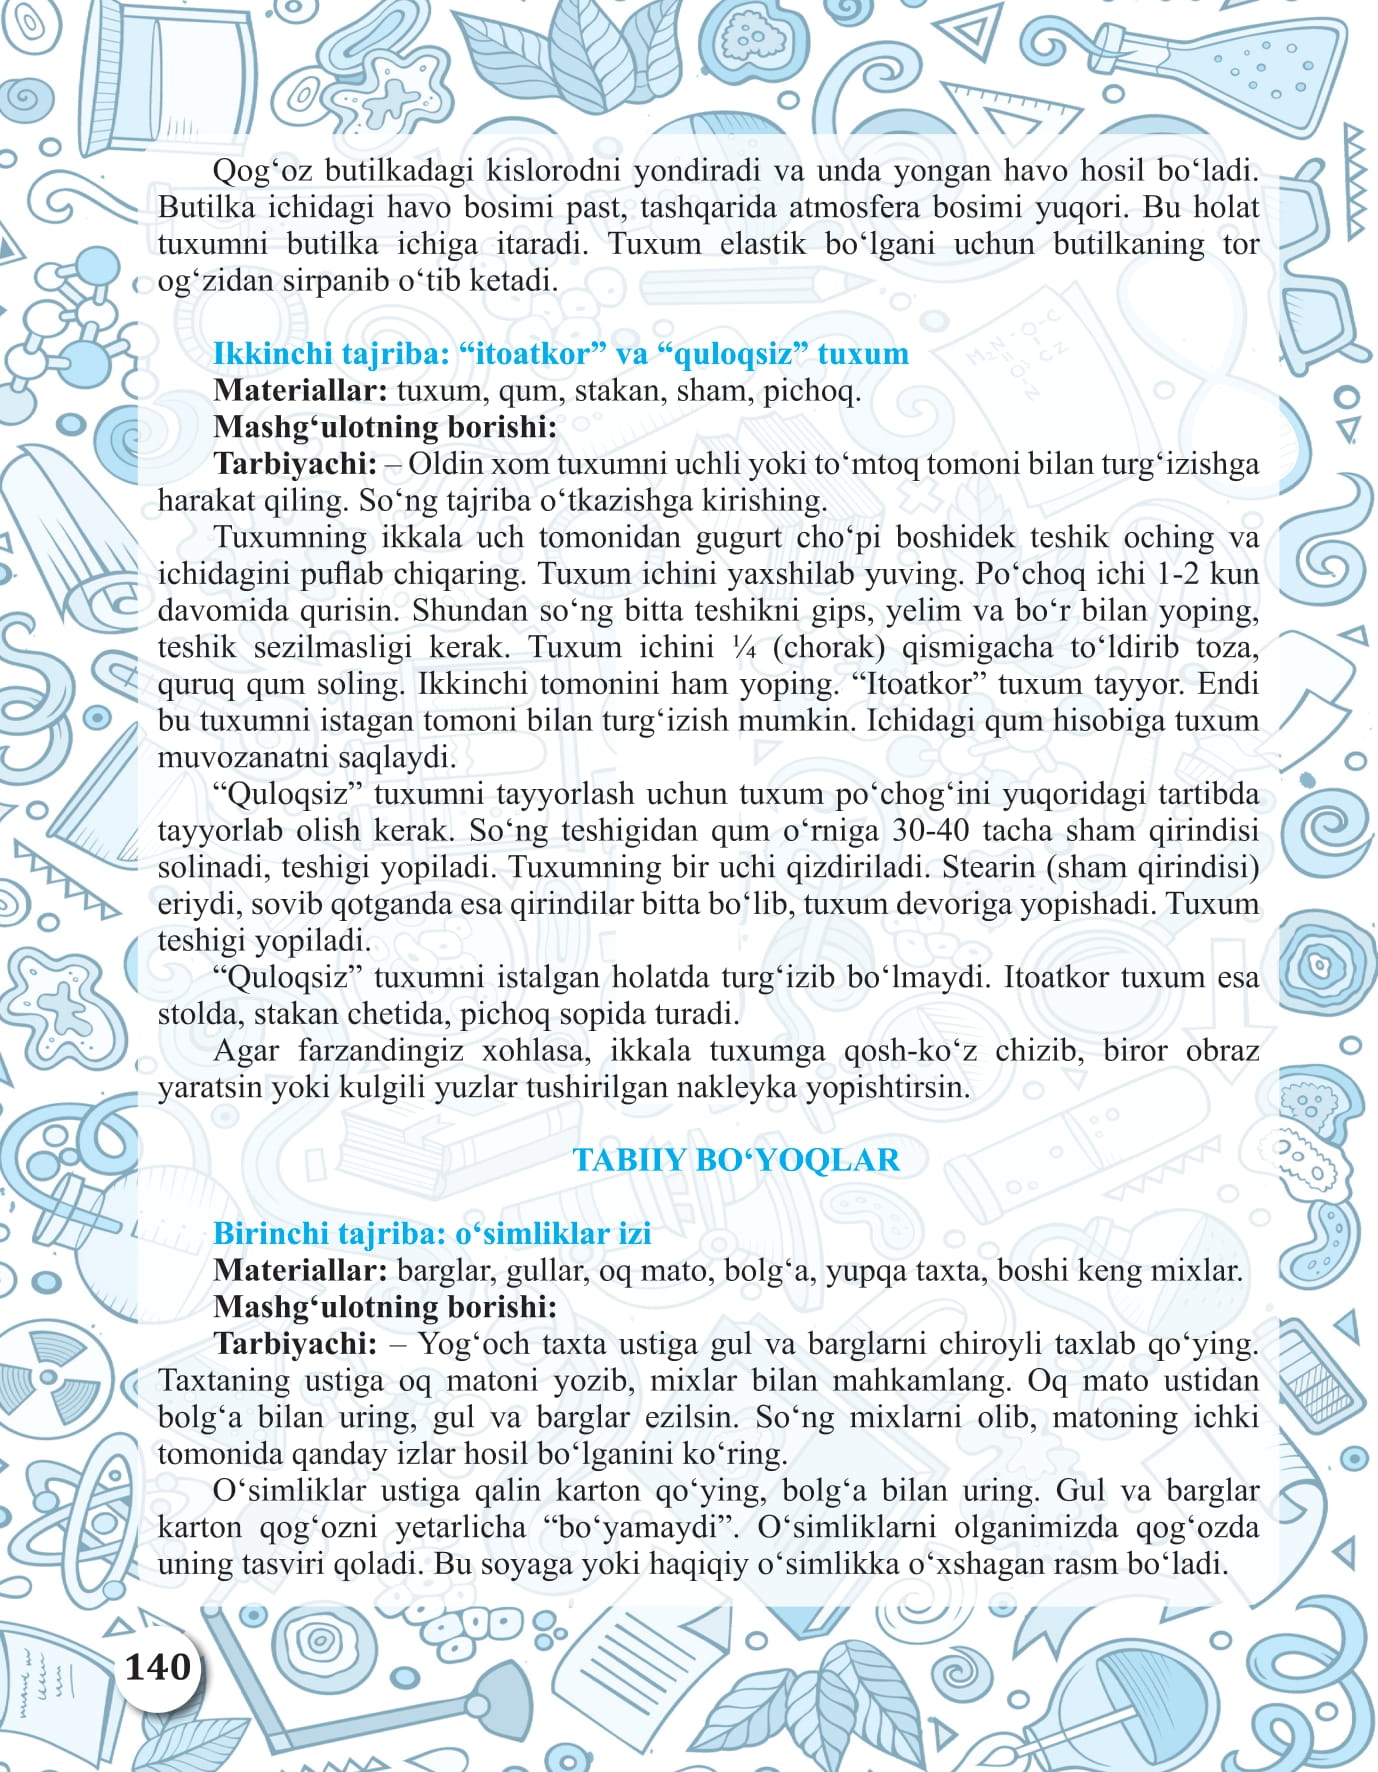 Qog‘oz butilkadagi kislorodni yondiradi va unda yongan havo hosil bo‘ladi.
Butilka ichidagi havo bosimi past, tashqarida atmosfera bosimi yuqori. Bu holat
tuxumni butilka ichiga itaradi. Tuxum elastik bo‘lgani uchun butilkaning tor
og‘zidan sirpanib o‘tib ketadi.
Ikkinchi tajriba: “itoatkor” va “quloqsiz” tuxum
Materiallar: tuxum, qum, stakan, sham, pichoq.
Mashg‘ulotning borishi:
Tarbiyachi: – Oldin xom tuxumni uchli yoki to‘mtoq tomoni bilan turg‘izishga
harakat qiling. So‘ng tajriba o‘tkazishga kirishing.
Tuxumning ikkala uch tomonidan gugurt cho‘pi boshidek teshik oching va
ichidagini puflab chiqaring. Tuxum ichini yaxshilab yuving. Po‘choq ichi 1-2 kun
davomida qurisin. Shundan so‘ng bitta teshikni gips, yelim va bo‘r bilan yoping,
teshik sezilmasligi kerak. Tuxum ichini ¼ (chorak) qismigacha to‘ldirib toza,
quruq qum soling. Ikkinchi tomonini ham yoping. “Itoatkor” tuxum tayyor. Endi
bu tuxumni istagan tomoni bilan turg‘izish mumkin. Ichidagi qum hisobiga tuxum
muvozanatni saqlaydi.
“Quloqsiz” tuxumni tayyorlash uchun tuxum po‘chog‘ini yuqoridagi tartibda
tayyorlab olish kerak. So‘ng teshigidan qum o‘rniga 30-40 tacha sham qirindisi
solinadi, teshigi yopiladi. Tuxumning bir uchi qizdiriladi. Stearin (sham qirindisi)
eriydi, sovib qotganda esa qirindilar bitta bo‘lib, tuxum devoriga yopishadi. Tuxum
teshigi yopiladi.
“Quloqsiz” tuxumni istalgan holatda turg‘izib bo‘lmaydi. Itoatkor tuxum esa
stolda, stakan chetida, pichoq sopida turadi.
Agar farzandingiz xohlasa, ikkala tuxumga qosh-ko‘z chizib, biror obraz
yaratsin yoki kulgili yuzlar tushirilgan nakleyka yopishtirsin.
TABIIY BO‘YOQLAR
Birinchi tajriba: o‘simliklar izi
Materiallar: barglar, gullar, oq mato, bolg‘a, yupqa taxta, boshi keng mixlar.
Mashg‘ulotning borishi:
Tarbiyachi: – Yog‘och taxta ustiga gul va barglarni chiroyli taxlab qo‘ying.
Taxtaning ustiga oq matoni yozib, mixlar bilan mahkamlang. Oq mato ustidan
bolg‘a bilan uring, gul va barglar ezilsin. So‘ng mixlarni olib, matoning ichki
tomonida qanday izlar hosil bo‘lganini ko‘ring.
O‘simliklar ustiga qalin karton qo‘ying, bolg‘a bilan uring. Gul va barglar
karton qog‘ozni yetarlicha “bo‘yamaydi”. O‘simliklarni olganimizda qog‘ozda
uning tasviri qoladi. Bu soyaga yoki haqiqiy o‘simlikka o‘xshagan rasm bo‘ladi.
140